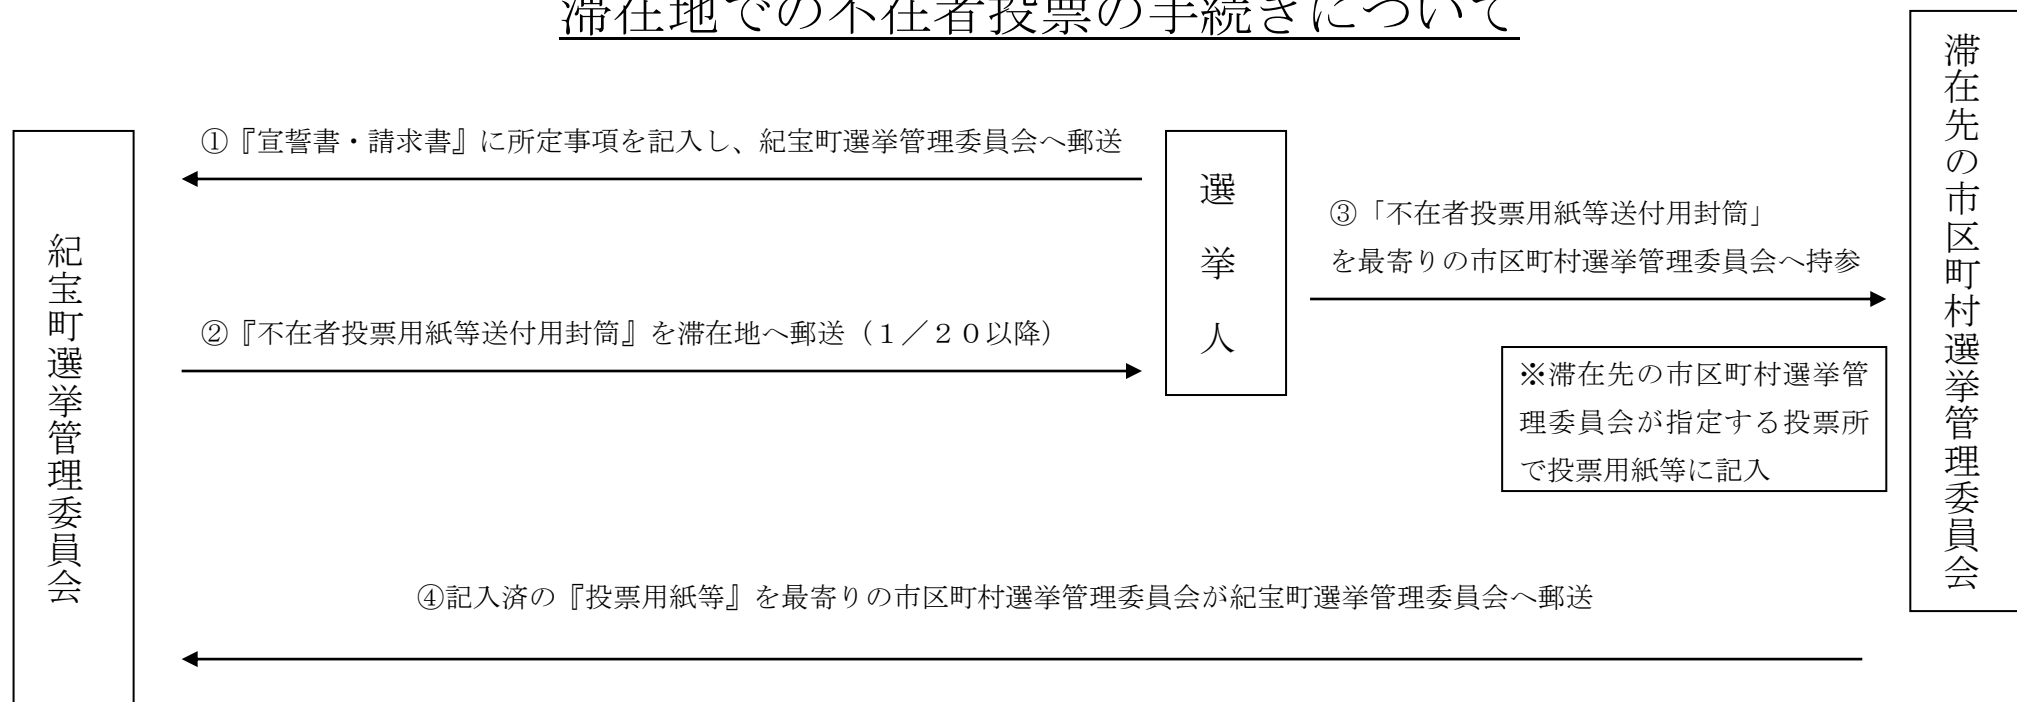 滞在地での不在者投票の手続きについて
紀宝町選挙管理委員会
①『宣誓書・請求書』に所定事項を記入し、紀宝町選挙管理委員会へ郵送
②『不在者投票用紙等送付用封筒』を滞在地へ郵送（１／２０以降）
選挙人
③「不在者投票用紙等送付用封筒」
を最寄りの市区町村選挙管理委員会へ持参
※滞在先の市区町村選挙管
理委員会が指定する投票所
で投票用紙等に記入
滞在先の市区町村選挙管理委員会
④記入済の『投票用紙等』を最寄りの市区町村選挙管理委員会が紀宝町選挙管理委員会へ郵送